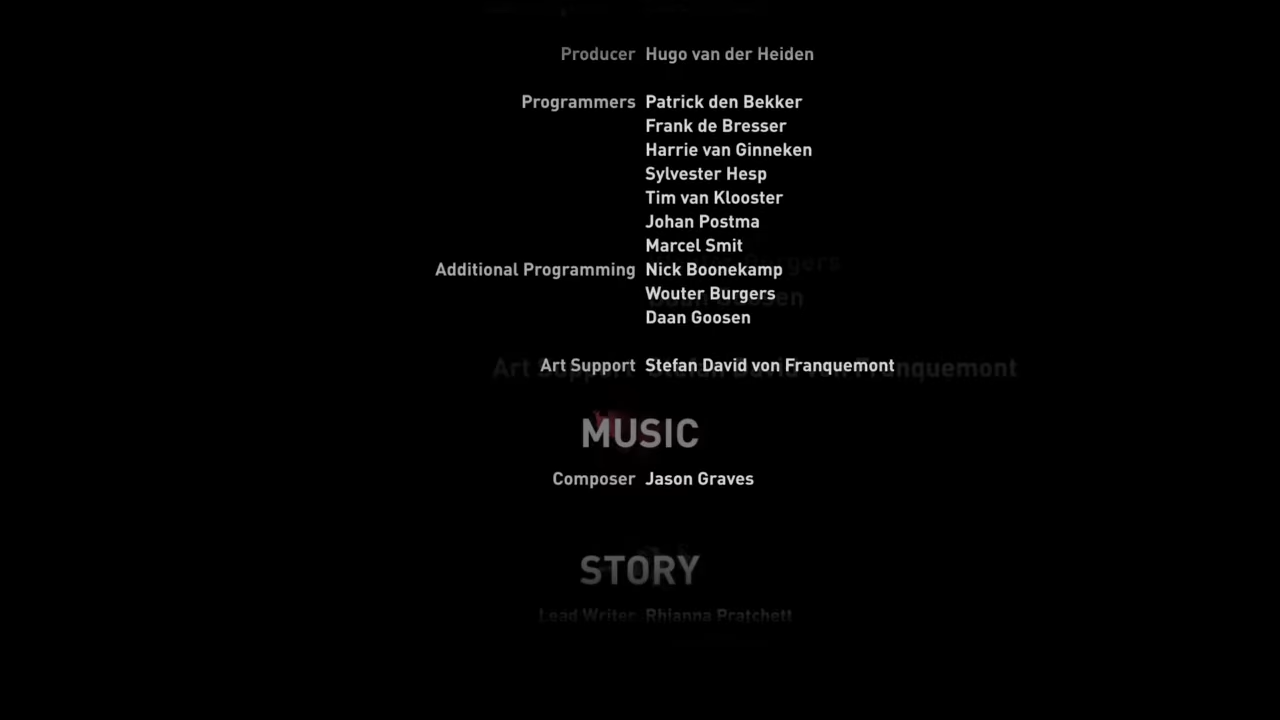 Producer Hugo van der Heiden
Programmers Patrick den Bekker
Frank de Bresser
Harrie van Ginneken
Sylvester Hesp
Tim van Klooster
Johan Postma
Marcel Smit
Additional Programming Nick Boonekamp
Wouter Burgers
Daan Goosen
Art Support Stefan David von Franquemont
MUSIC
Composer Jason Graves
STORY
Lead Writer Rhianna Pratchett